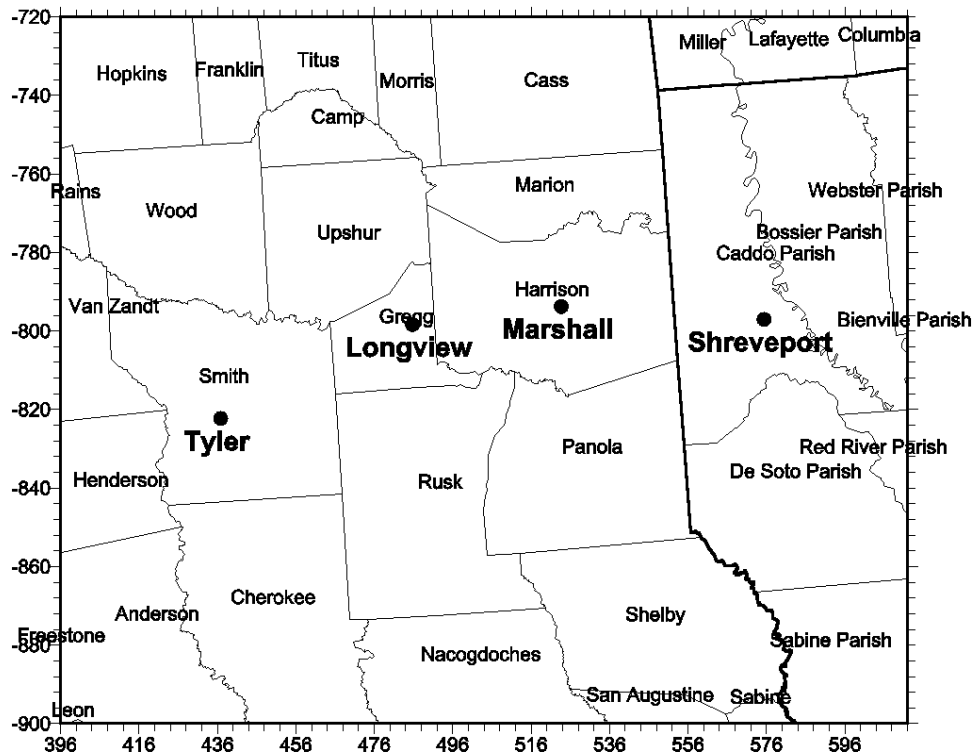 -720
Hopkins
Franklin
Titus
Morris
Cass
Miller
Lafayette
Columbia
-740
Camp
-760
Rains
Wood
Marion
Webster Parish
Upshur
Bossier Parish
-780
Caddo Parish
Van Zandt
Harrison
Gregg
Bienville Parish
-800
Longview
Marshall
Shreveport
Smith
-820
Tyler
Panola
Red River Parish
De Soto Parish
-840
Henderson
Rusk
-860
Anderson
Cherokee
Shelby
Freestone
-880
Nacogdoches
Sabine Parish
San Augustine
Sabine
Leon
-900
396 416 436 456 476 496 516 536 556 576 596